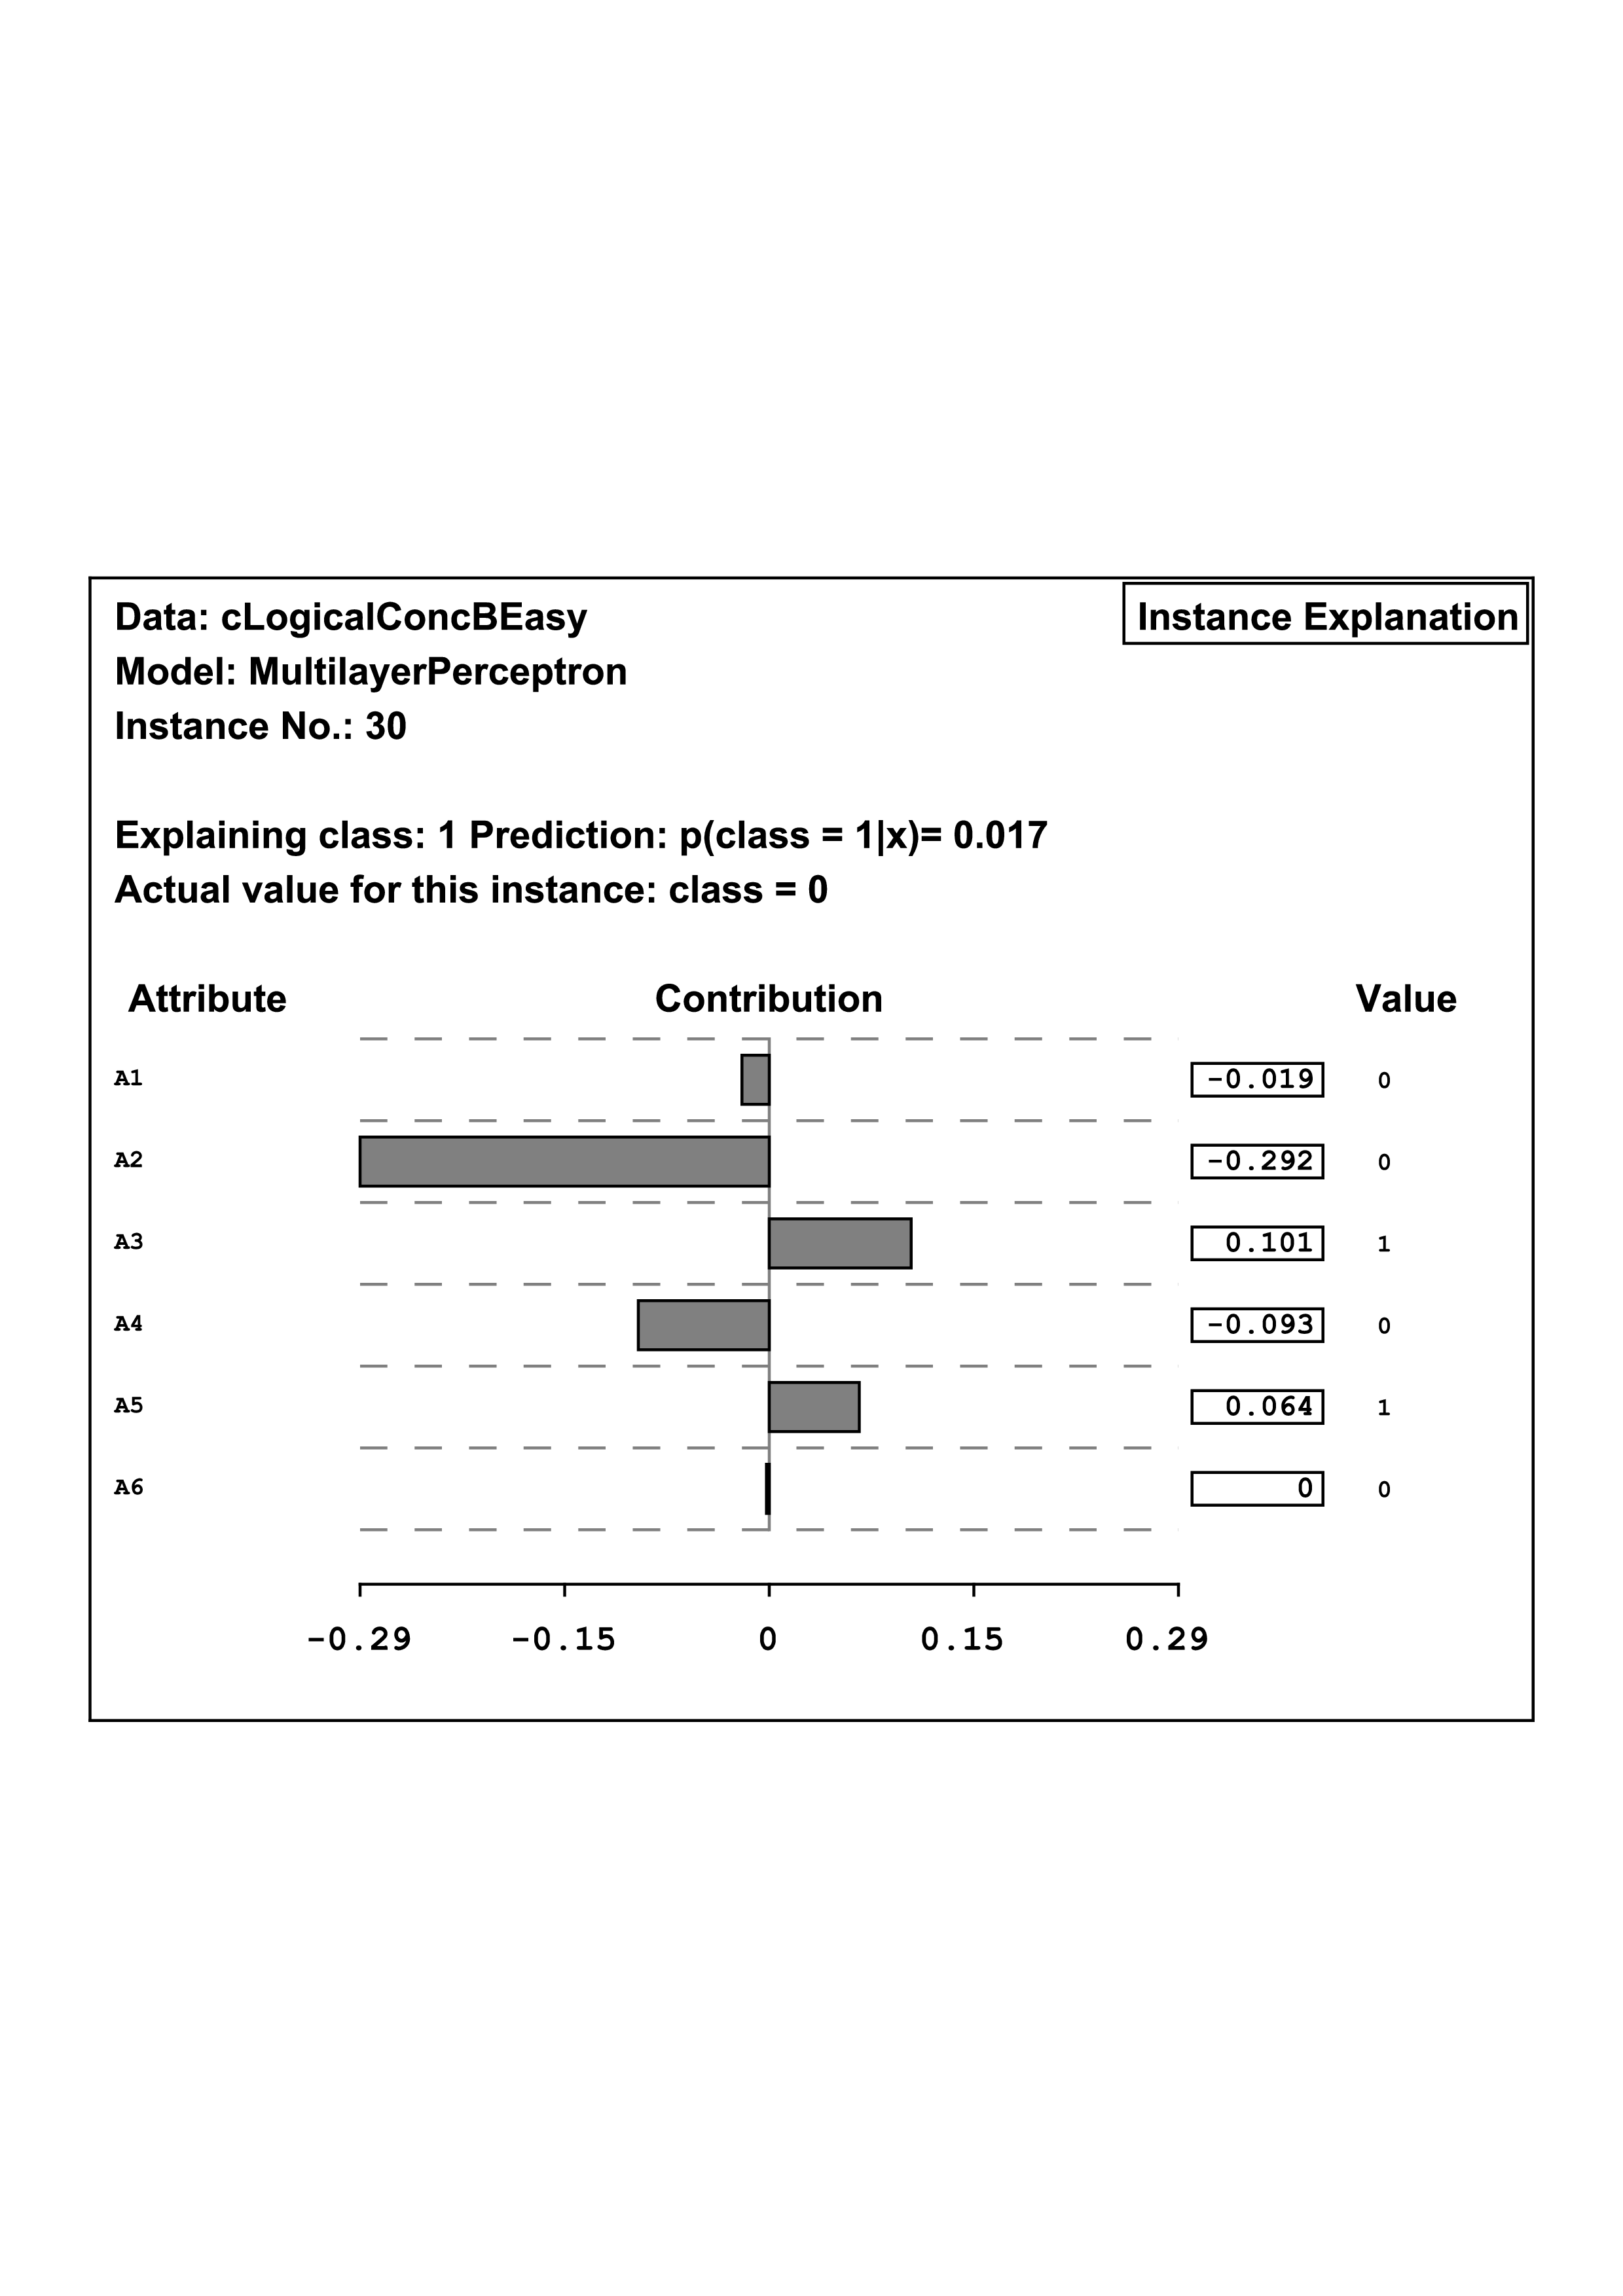 Data: cLogicalConcBEasy
Instance Explanation
Model: MultilayerPerceptron
Instance No.: 30
Explaining class: 1 Prediction: p(class = 1|x)= 0.017
Actual value for this instance: class = 0
Attribute Contribution Value
A1 -0.019 0
A2 -0.292 0
A3 0.101 1
A4 -0.093 0
A5 0.064 1
A6 0 0
-0.29 -0.15 0 0.15 0.29